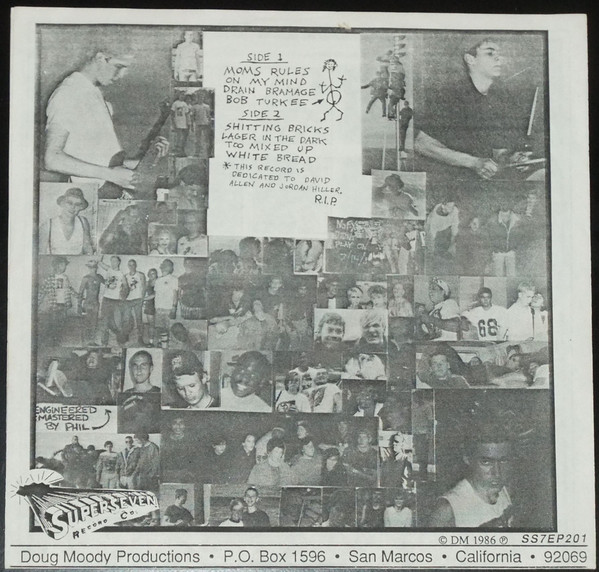 SIDE 1
MOMS RULES
ON MY MIND
DRAIN BRAMAGE
BOB TURKEE
SIDE 2
SHITTING BRICKS
LAGER IN THE DARK
TOO MIXED UP
WHITE BREAD
* THIS RECORD IS
DEDICATED TO DAVID
ALLEN AND JORDAN HILLER.
R.I.P.
68
ENGINEERED
MASTERED
BY PHIL
SUPERSEVEN
RECORD CO.
© DM 1986 ℗ SS7EP201
Doug Moody Productions • P.O. Box 1596 • San Marcos • California • 92069